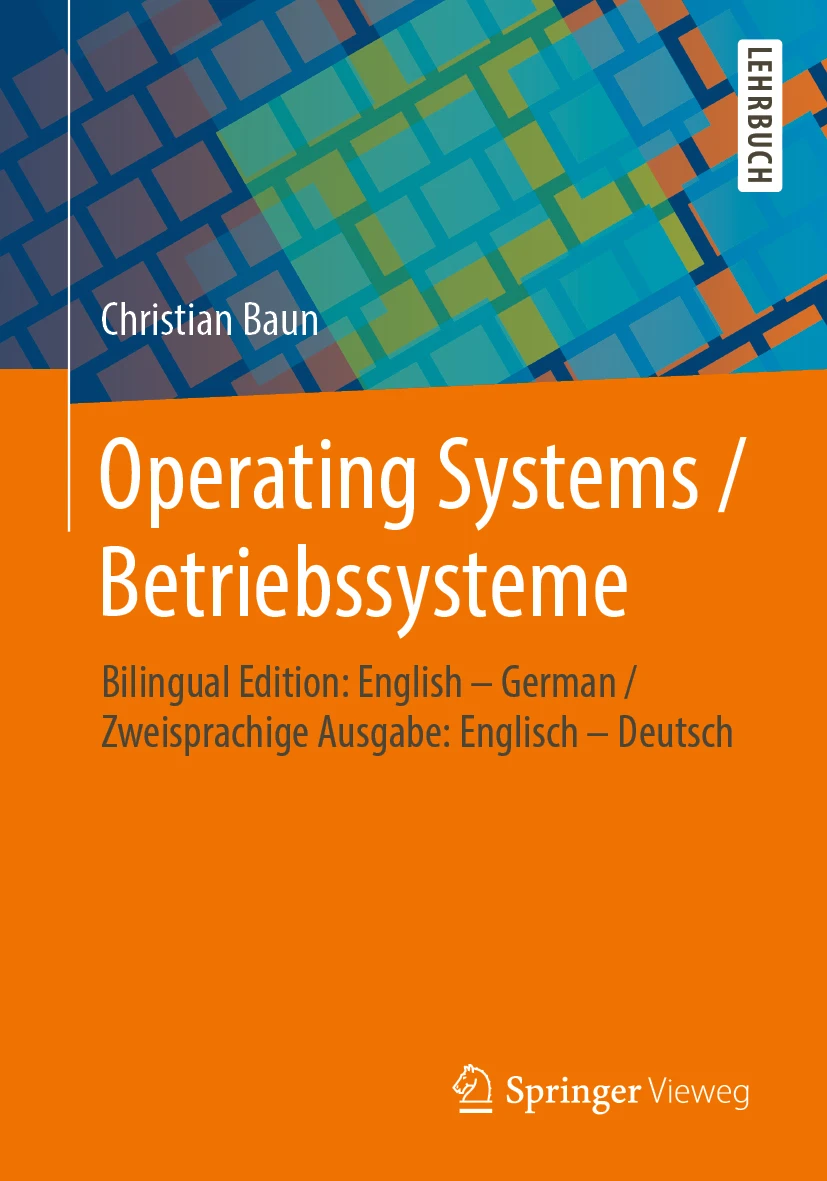 LEHRBUCH
Christian Baun
Operating Systems /
Betriebssysteme
Bilingual Edition: English – German /
Zweisprachige Ausgabe: Englisch – Deutsch
Springer Vieweg